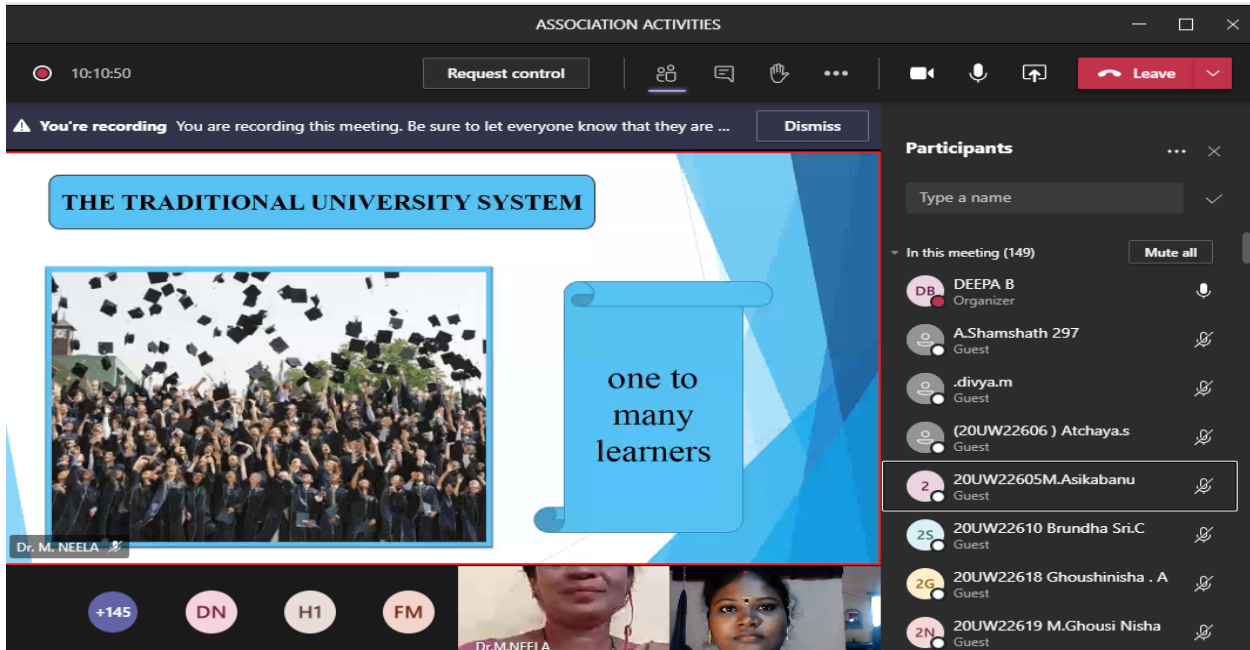 ASSOCIATION ACTIVITIES
10:10:50
Request control
Leave
You're recording You are recording this meeting. Be sure to let everyone know that they are ...
Dismiss
THE TRADITIONAL UNIVERSITY SYSTEM
one to
many
learners
Dr. M. NEELA
+145
DN
H1
FM
Dr.M.NEELA
Participants
Type a name
In this meeting (149)
Mute all
DB
DEEPA B
Organizer
A.Shamshath 297
Guest
.divya.m
Guest
(20UW22606 ) Atchaya.s
Guest
2
20UW22605M.Asikabanu
Guest
2S
20UW22610 Brundha Sri.C
Guest
2G
20UW22618 Ghoushinisha . A
Guest
2N
20UW22619 M.Ghousi Nisha
Guest